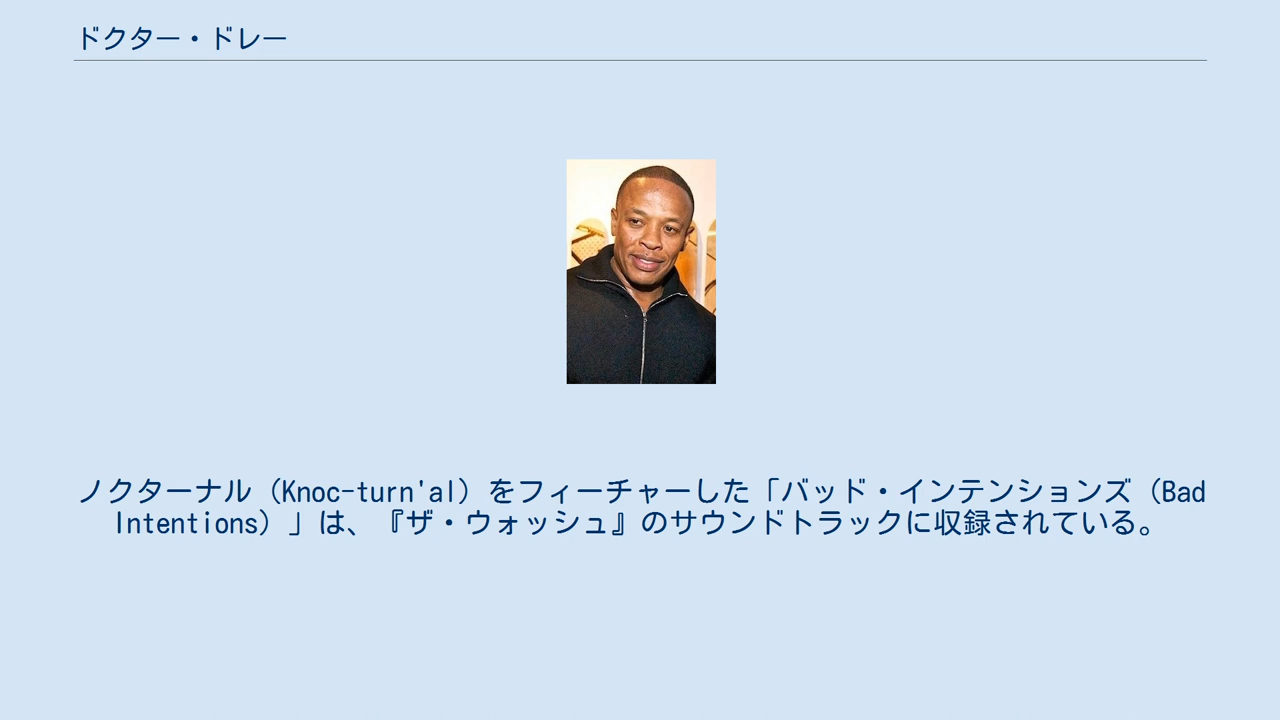 ドクター・ドレー
ノクターナル（Knoc-turn'al）をフィーチャーした「バッド・インテンションズ（Bad
Intentions）」は、『ザ・ウォッシュ』のサウンドトラックに収録されている。